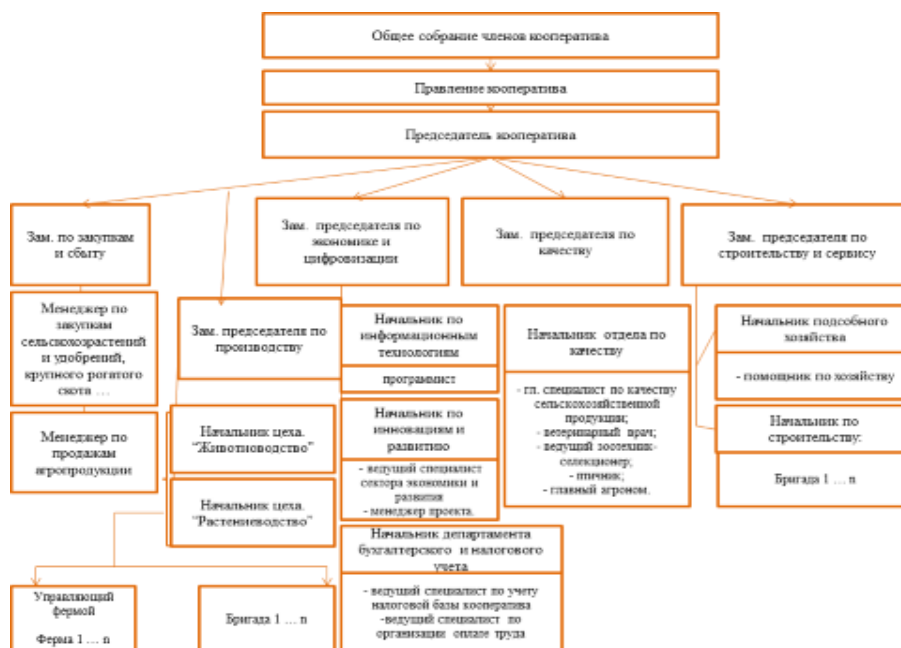 Общее собрание членов кооператива
Правление кооператива
Председатель кооператива
Зам. по закупкам
и сбыту
Зам. председателя по
экономике и
цифровизации
Зам. председателя по
качеству
Зам. председателя по
строительству и сервису
Менеджер по
закупкам
сельскохозрастений
и удобрений,
крупного рогатого
скота …
Менеджер по
продажам
агропродукции
Зам. председателя по
производству
Начальник цеха.
"Животноводство"
Начальник цеха.
"Растениеводство"
Управляющий
фермой
Ферма 1 … n
Бригада 1 … n
Начальник по
информационным
технологиям
программист
Начальник по
инновациям и
развитию
- ведущий специалист
сектора экономики и
развития
- менеджер проекта.
Начальник департамента
бухгалтерского и налогового
учета
- ведущий специалист по учету
налоговой базы кооператива
-ведущий специалист по
организации оплате труда
Начальник отдела по
качеству
- гл. специалист по качеству
сельскохозяйственной
продукции;
- ветеринарный врач;
- ведущий зоотехник-
селекционер;
- птичник;
- главный агроном.
Начальник подсобного
хозяйства
- помощник по хозяйству
Начальник по
строительству:
Бригада 1 … n